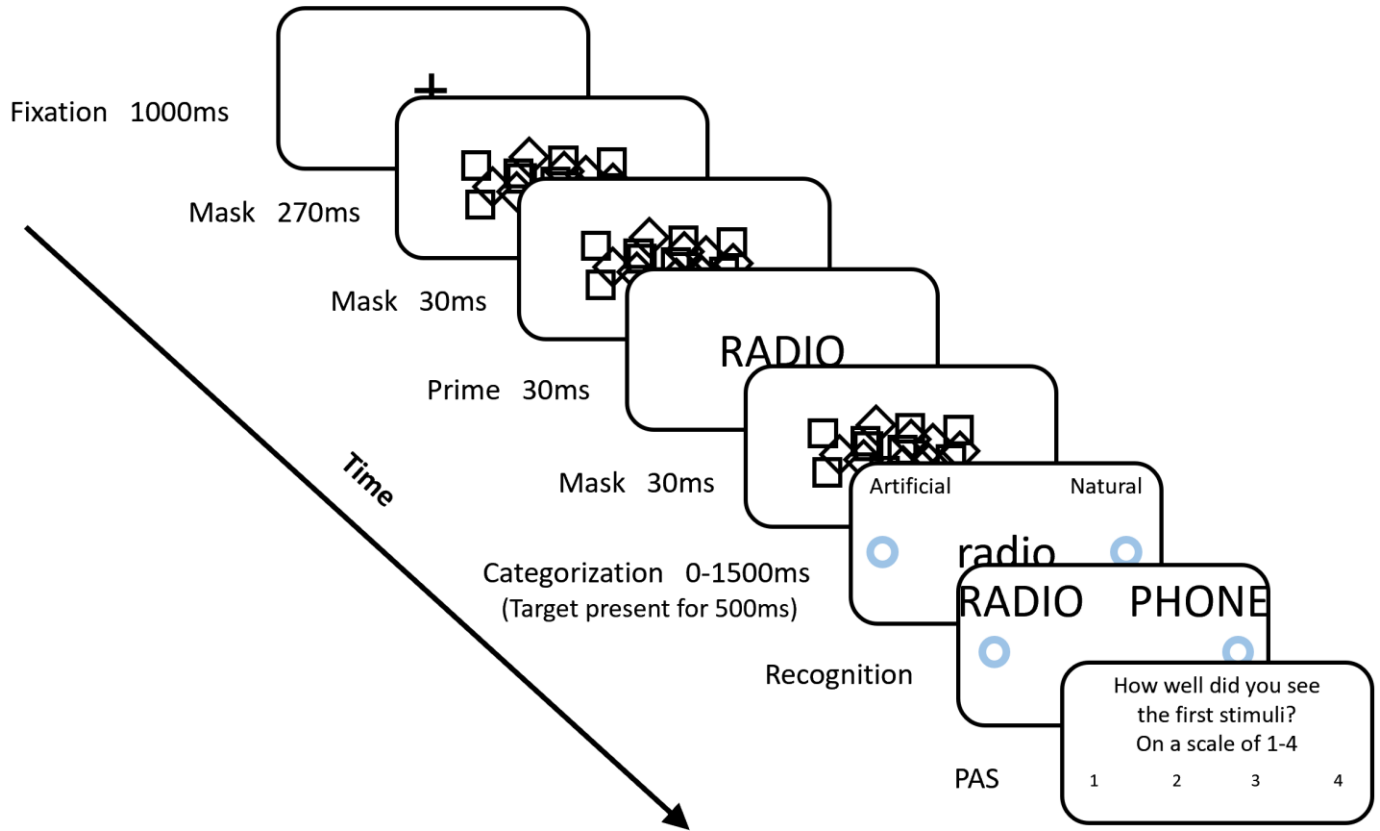 Fixation 1000ms
Mask 270ms
Mask 30ms
RADIO
Prime 30ms
Time
Mask 30ms
Artificial Natural
radio
Categorization 0-1500ms
(Target present for 500ms)
RADIO PHONE
Recognition
How well did you see
the first stimuli?
On a scale of 1-4
PAS
1 2 3 4